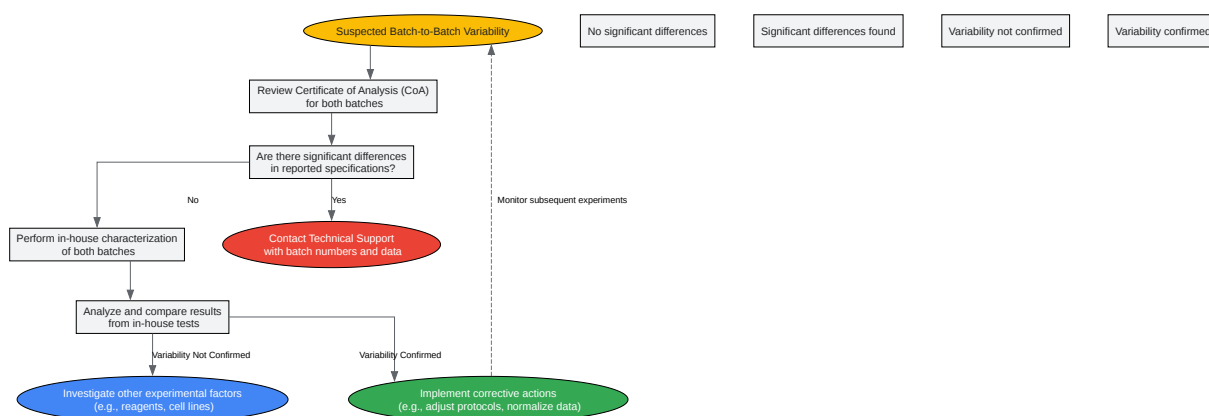 Suspected Batch-to-Batch Variability
No significant differences
Significant differences found
Variability not confirmed
Variability confirmed
Review Certificate of Analysis (CoA)
for both batches
Are there significant differences
in reported specifications?
No
Yes
Monitor subsequent experiments
Perform in-house characterization
of both batches
Contact Technical Support
with batch numbers and data
Analyze and compare results
from in-house tests
Variability Not Confirmed
Variability Confirmed
Investigate other experimental factors
(e.g., reagents, cell lines)
Implement corrective actions
(e.g., adjust protocols, normalize data)